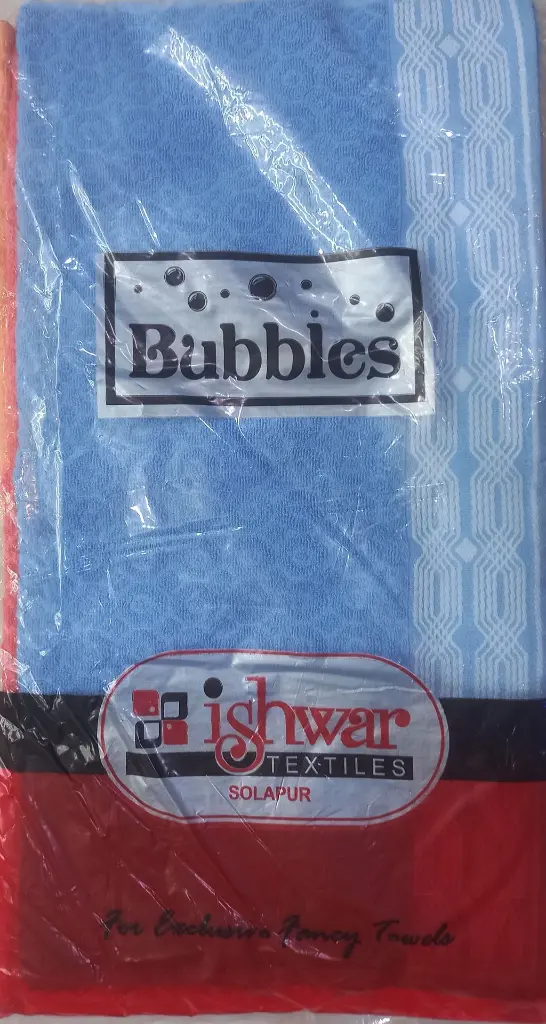 Bubbles
ishwar
TEXTILES
SOLAPUR
For Exclusive Fancy Towels